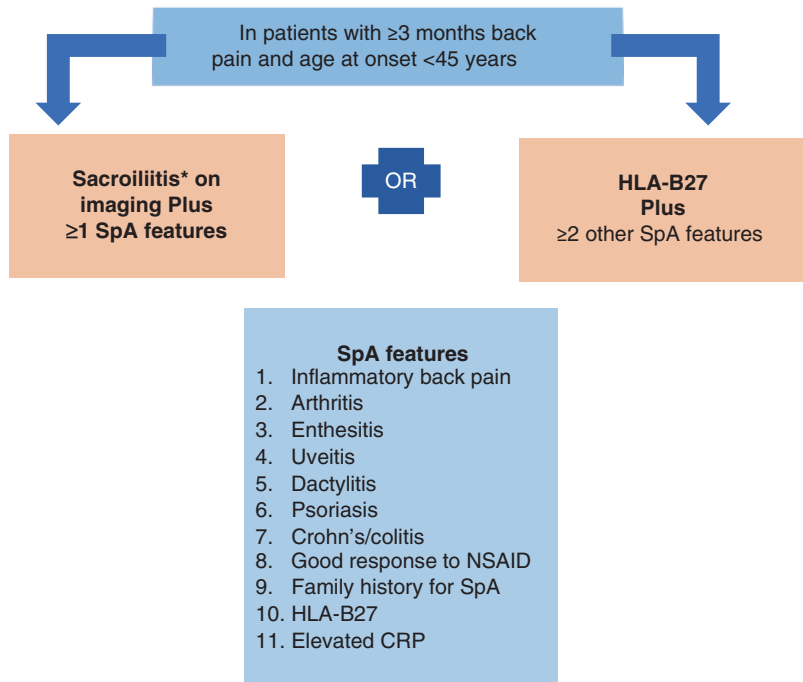 In patients with ≥3 months back
pain and age at onset <45 years
Sacroiliitis* on
imaging Plus
≥1 SpA features
OR
HLA-B27
Plus
≥2 other SpA features
SpA features
1. Inflammatory back pain
2. Arthritis
3. Enthesitis
4. Uveitis
5. Dactylitis
6. Psoriasis
7. Crohn's/colitis
8. Good response to NSAID
9. Family history for SpA
10. HLA-B27
11. Elevated CRP